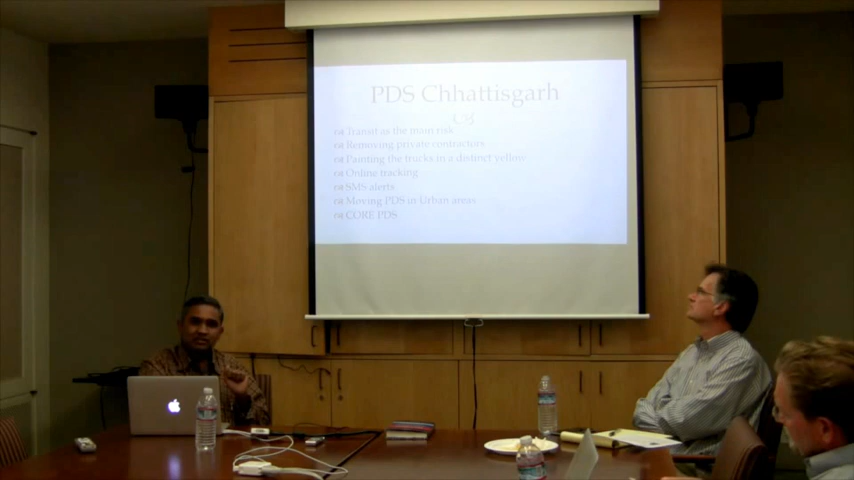 PDS Chhattisgarh
Transit as the main risk
Removing private contractors
Painting the trucks in a distinct yellow
Online tracking
SMS alerts
Moving PDS in Urban areas
CORE PDS